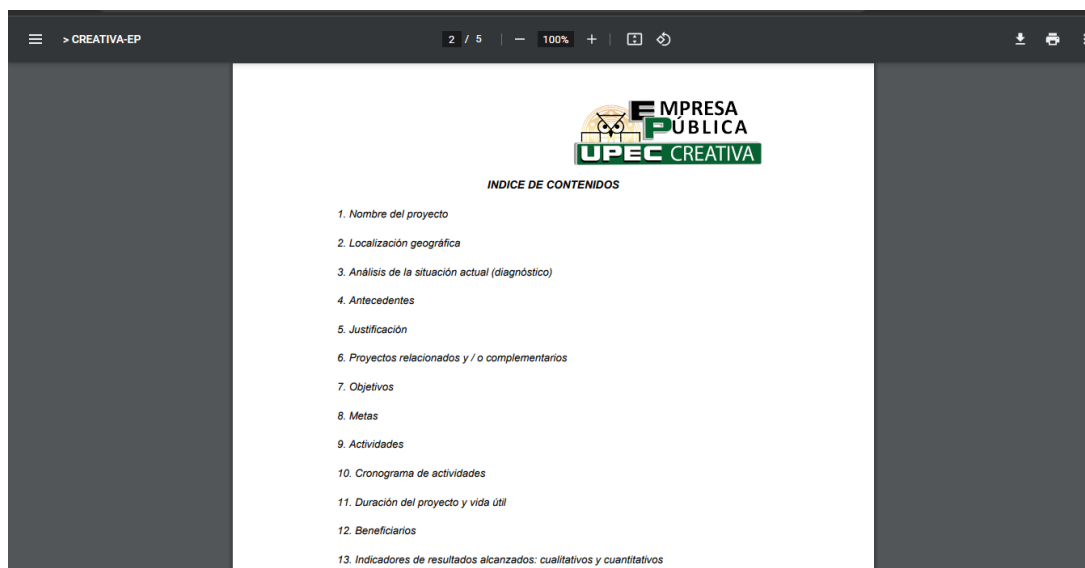 > CREATIVA-EP
2 / 5 | — 100% + |
EMPRESA
PÚBLICA
UPEC CREATIVA
INDICE DE CONTENIDOS
1. Nombre del proyecto
2. Localización geográfica
3. Análisis de la situación actual (diagnóstico)
4. Antecedentes
5. Justificación
6. Proyectos relacionados y / o complementarios
7. Objetivos
8. Metas
9. Actividades
10. Cronograma de actividades
11. Duración del proyecto y vida útil
12. Beneficiarios
13. Indicadores de resultados alcanzados: cualitativos y cuantitativos